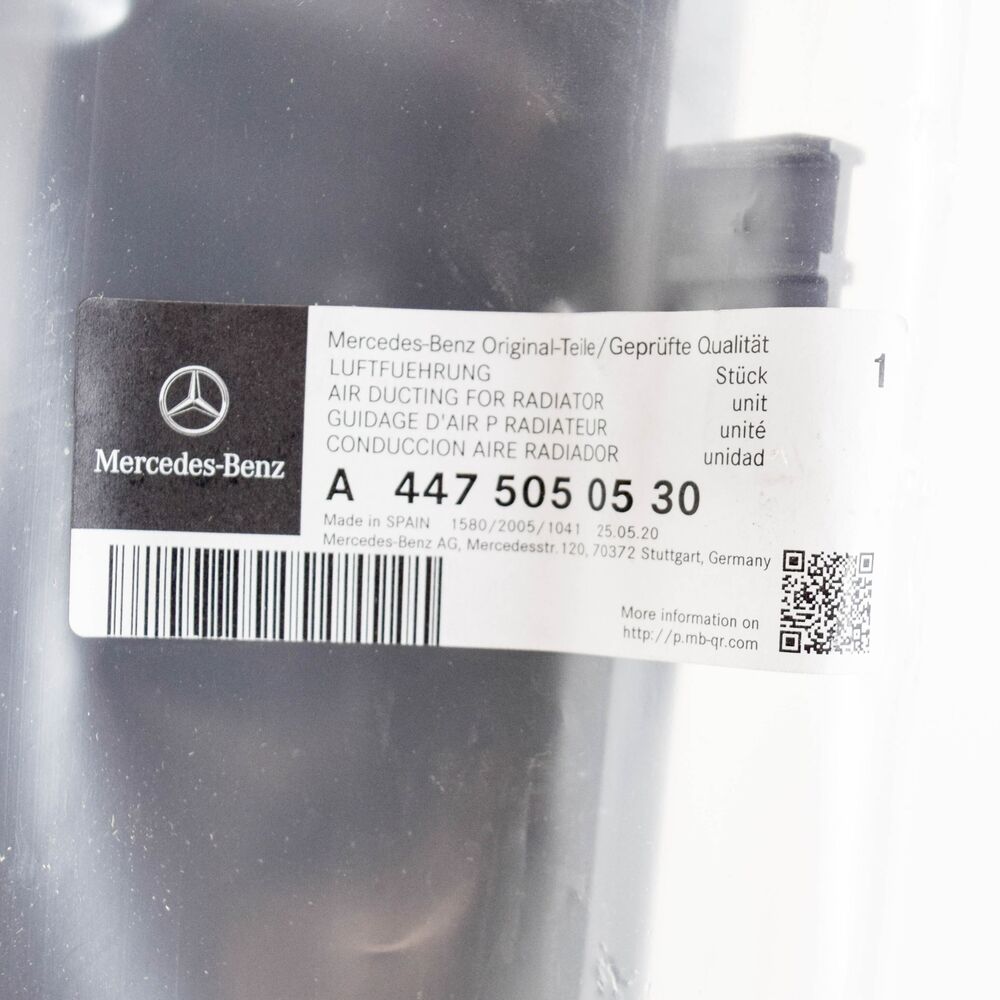 Mercedes-Benz
Mercedes-Benz Original-Teile/Geprüfte Qualität
LUFTFUEHRUNG Stück 1
AIR DUCTING FOR RADIATOR unit
GUIDAGE D'AIR P RADIATEUR unité
CONDUCCION AIRE RADIADOR unidad
A 447 505 05 30
Made in SPAIN 1580/2005/1041 25.05.20
Mercedes-Benz AG, Mercedesstr. 120, 70372 Stuttgart, Germany
More information on
http://p.mb-qr.com